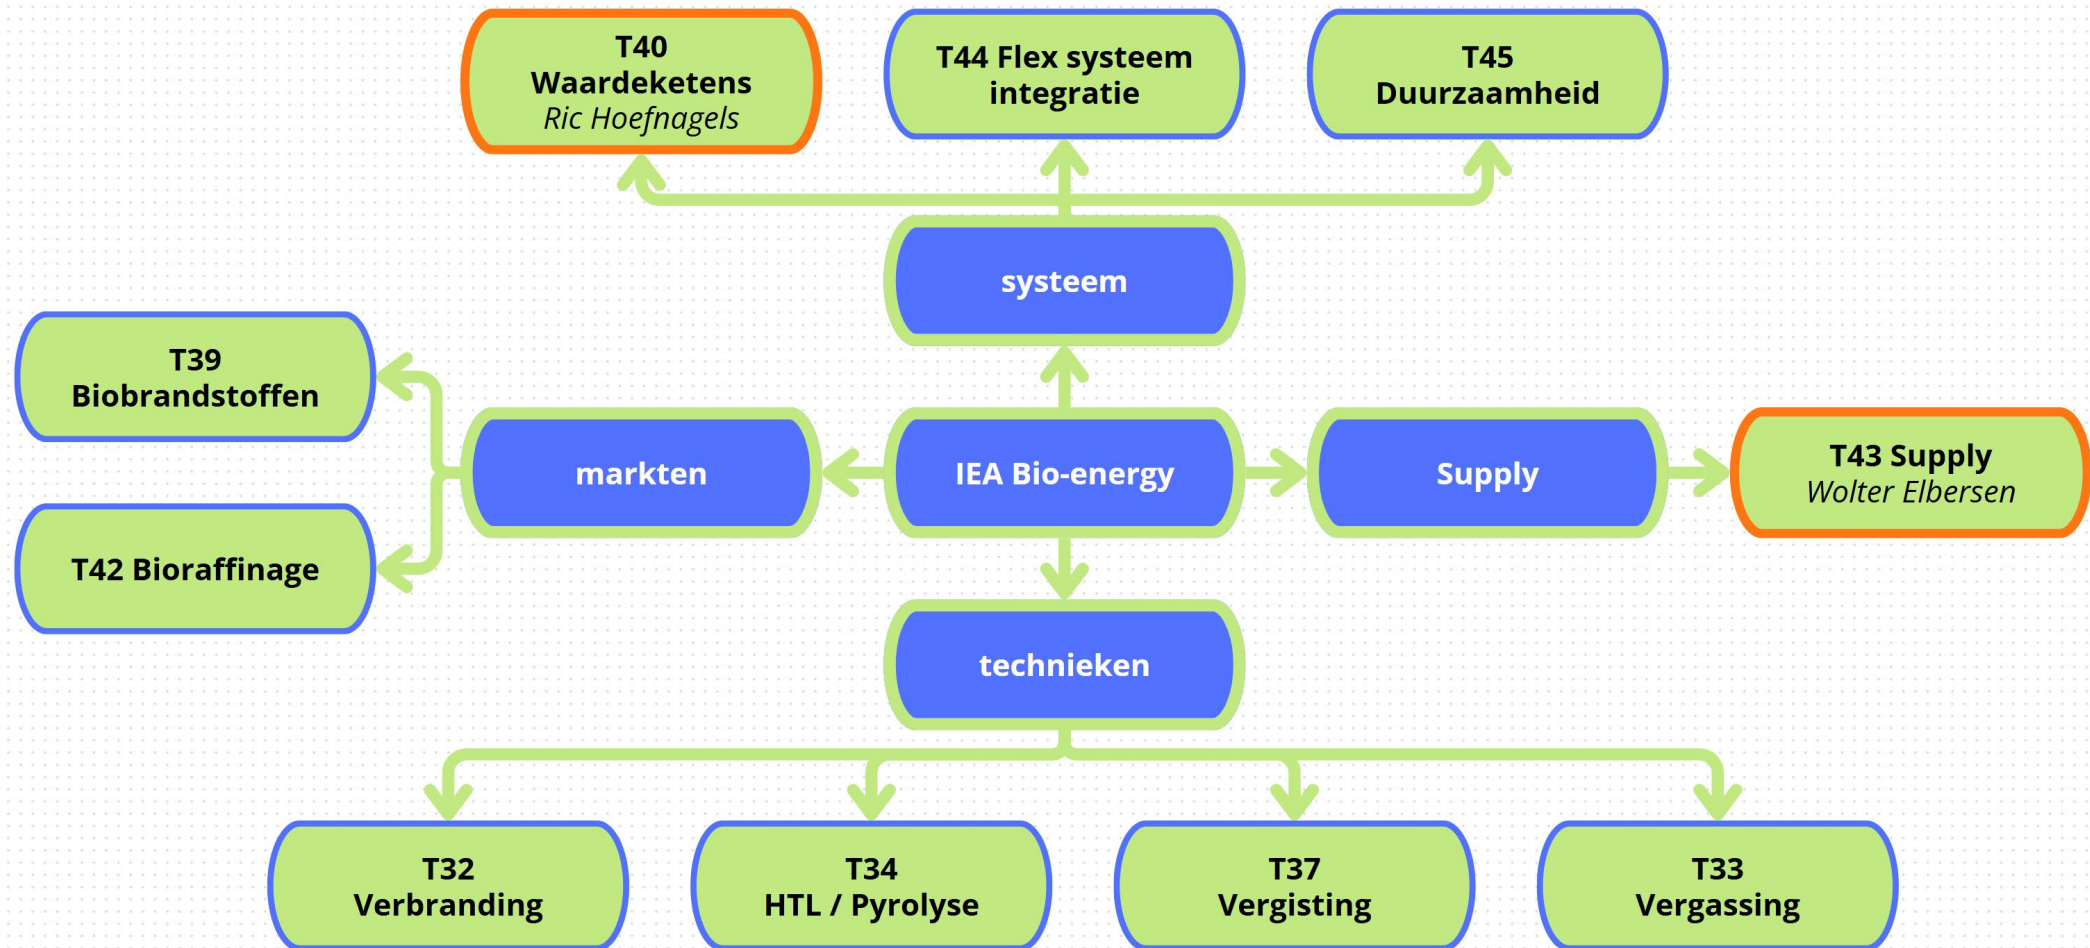 T40
Waardeketens
Ric Hoefnagels
T44 Flex systeem
integratie
T45
Duurzaamheid
systeem
T39
Biobrandstoffen
markten
IEA Bio-energy
Supply
T43 Supply
Wolter Elbersen
T42 Bioraffinage
technieken
T32
Verbranding
T34
HTL / Pyrolyse
T37
Vergisting
T33
Vergassing